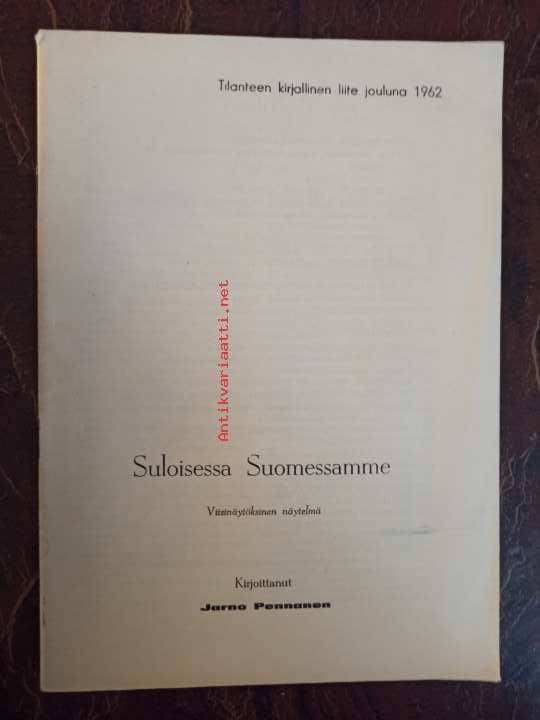 Tilanteen kirjallinen liite jouluna 1962
Antikvariaatti.net
Suloisessa Suomessamme
Viisinäytöksinen näytelmä
Kirjoittanut
Jarno Pennanen